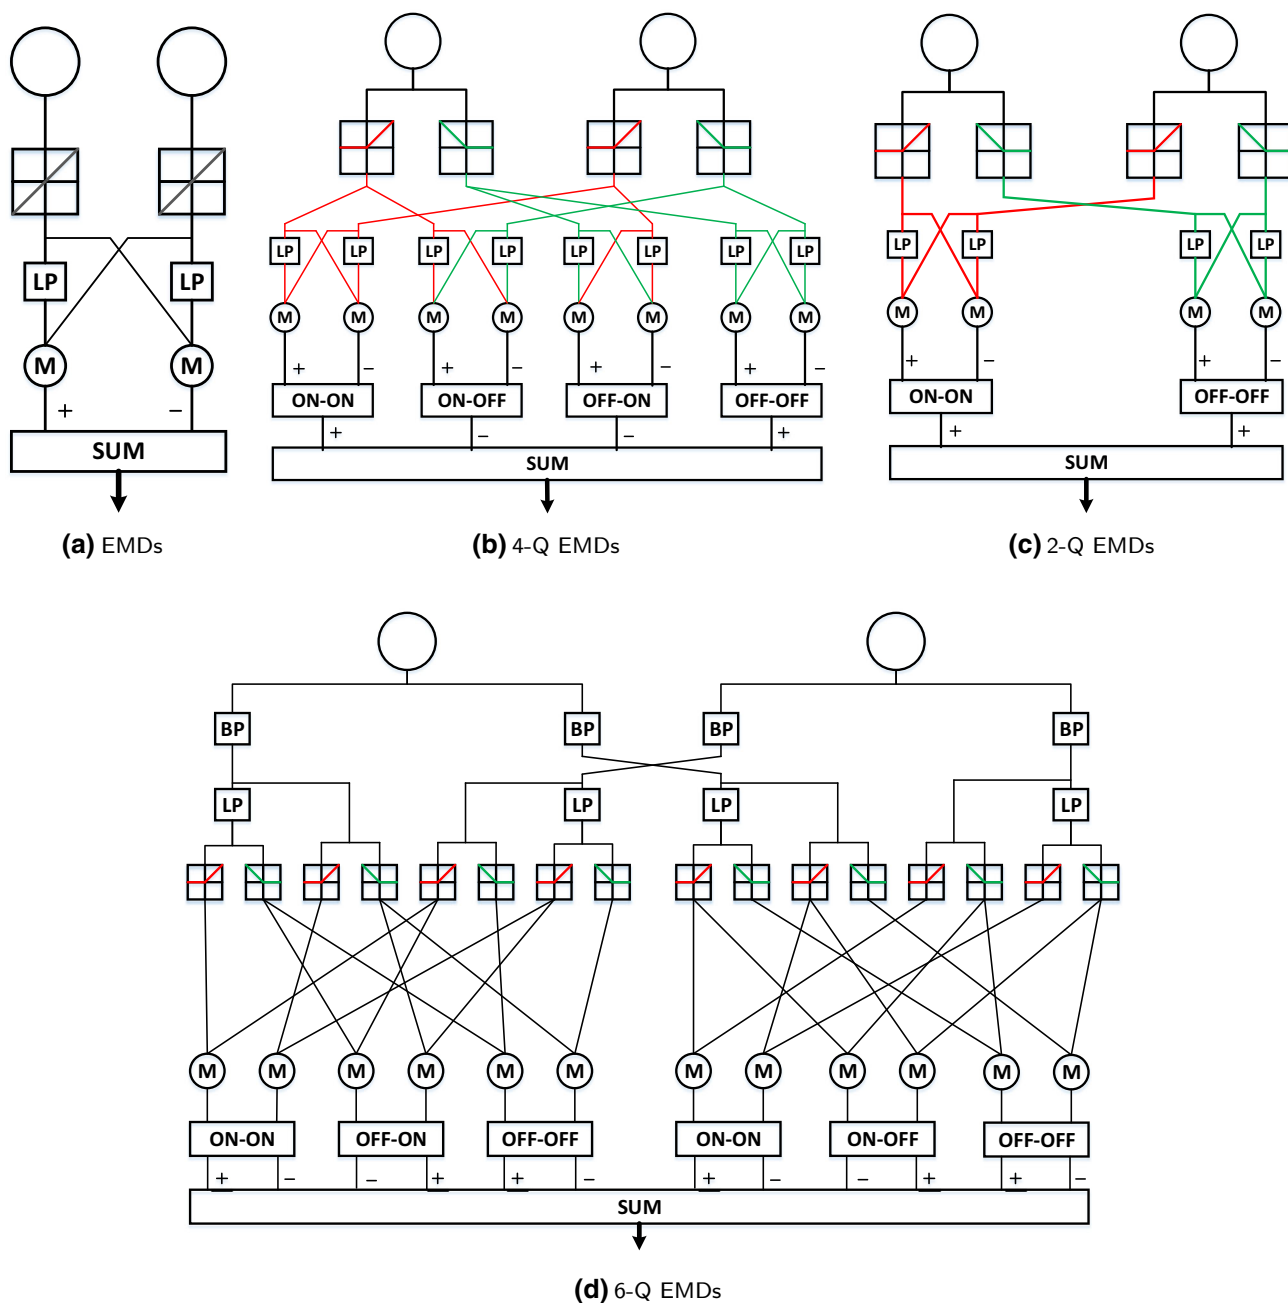 LP LP
M M
+ −
SUM
(a) EMDs
LP LP LP LP LP LP LP LP
M M M M M M M M
+ − + − + − + −
ON-ON ON-OFF OFF-ON OFF-OFF
+ − − +
SUM
(b) 4-Q EMDs
LP LP LP LP
M M M M
+ − + −
ON-ON OFF-OFF
+ +
SUM
(c) 2-Q EMDs
BP BP BP BP
LP LP LP LP
M M M M M M M M M M M M
ON-ON OFF-ON OFF-OFF ON-ON ON-OFF OFF-OFF
+ − − + + − + − − + + −
SUM
(d) 6-Q EMDs